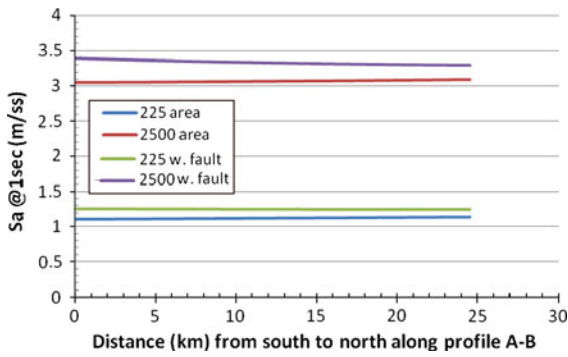 4
3.5
3
2.5
2
1.5
1
0.5
0
Sa @1sec (m/ss)
225 area
2500 area
225 w. fault
2500 w. fault
0 5 10 15 20 25 30
Distance (km) from south to north along profile A-B